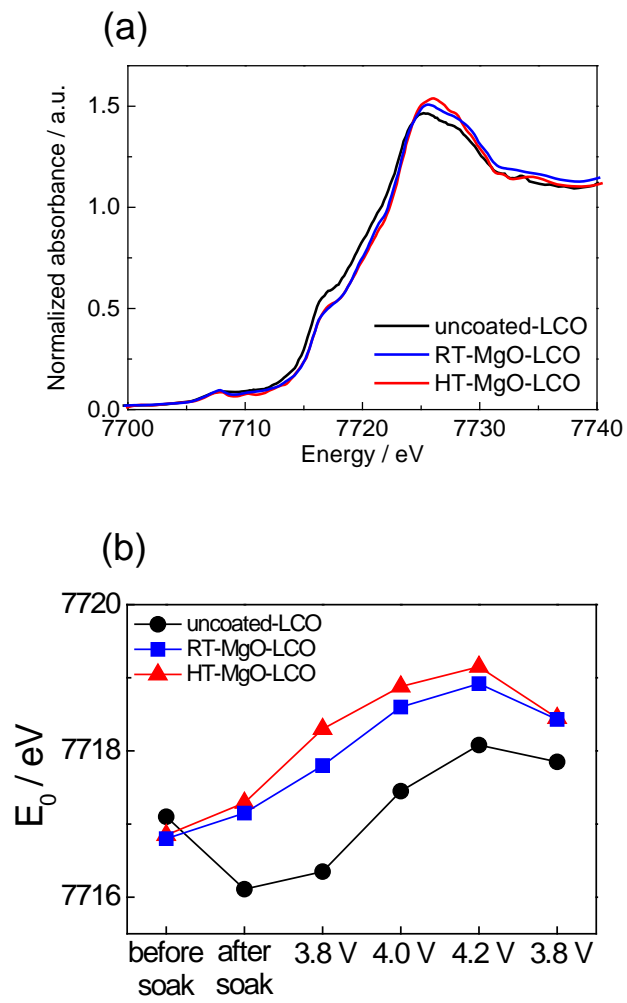 (a)
Normalized absorbance / a.u.
1.5
1.0
0.5
0.0
uncoated-LCO
RT-MgO-LCO
HT-MgO-LCO
7700 7710 7720 7730 7740
Energy / eV
(b)
E0 / eV
7720
7718
7716
uncoated-LCO
RT-MgO-LCO
HT-MgO-LCO
before after 3.8 V 4.0 V 4.2 V 3.8 V
soak soak